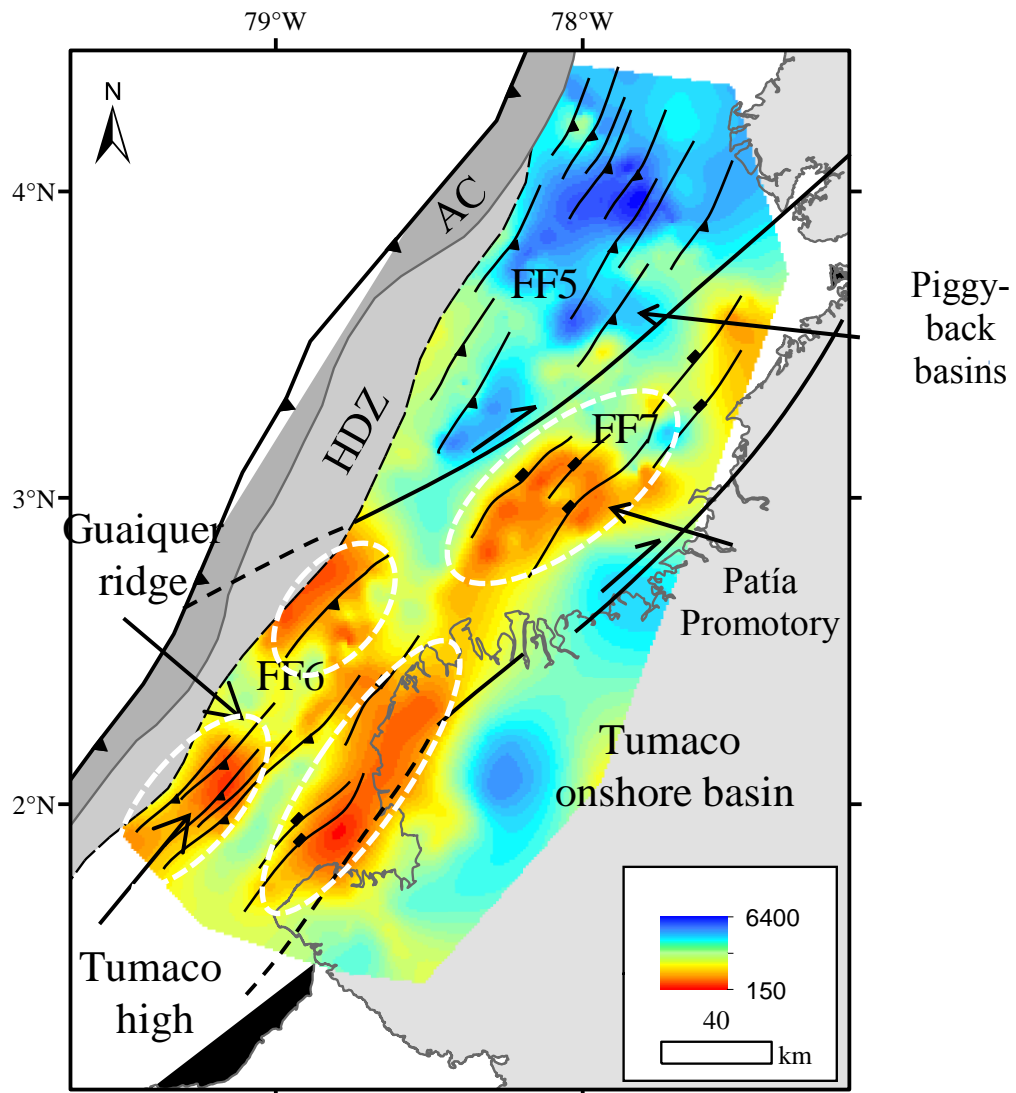 79°W
78°W
N
4°N
AC
FF5
Piggy-
back
basins
HDZ
FF7
3°N
Guaiquer
ridge
Patía
Promotory
FF6
Tumaco
onshore basin
2°N
Tumaco
high
6400
150
40
km